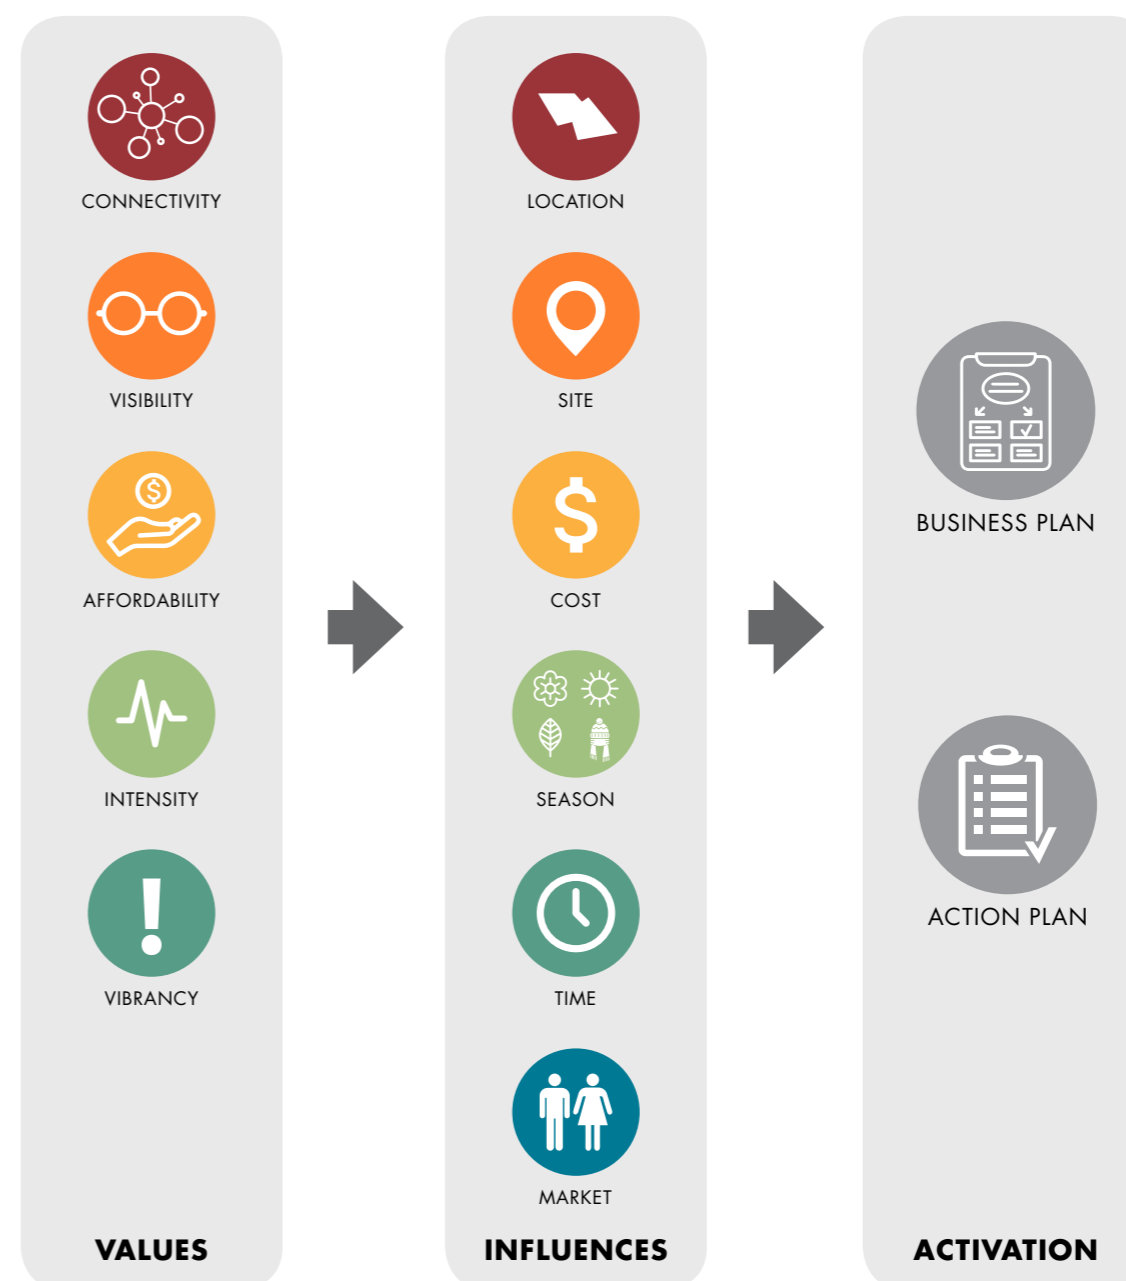 CONNECTIVITY
VISIBILITY
AFFORDABILITY
INTENSITY
VIBRANCY
VALUES
LOCATION
SITE
COST
SEASON
TIME
MARKET
INFLUENCES
BUSINESS PLAN
ACTION PLAN
ACTIVATION